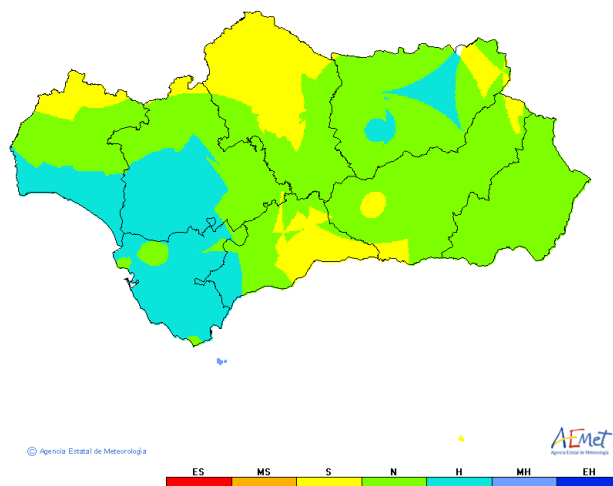 © Agencia Estatal de Meteorología
AEMet
Agencia Estatal de Meteorología
ES MS S N H MH EH